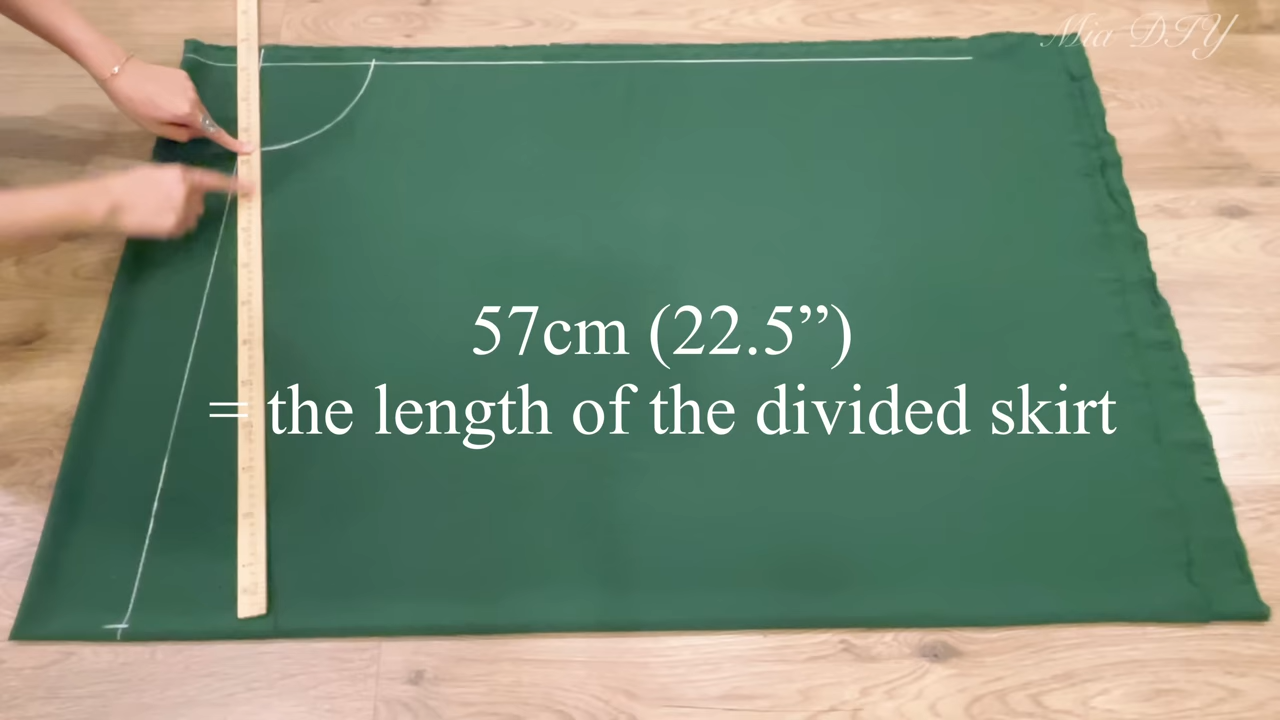 Mia DIY
57cm (22.5”)
= the length of the divided skirt